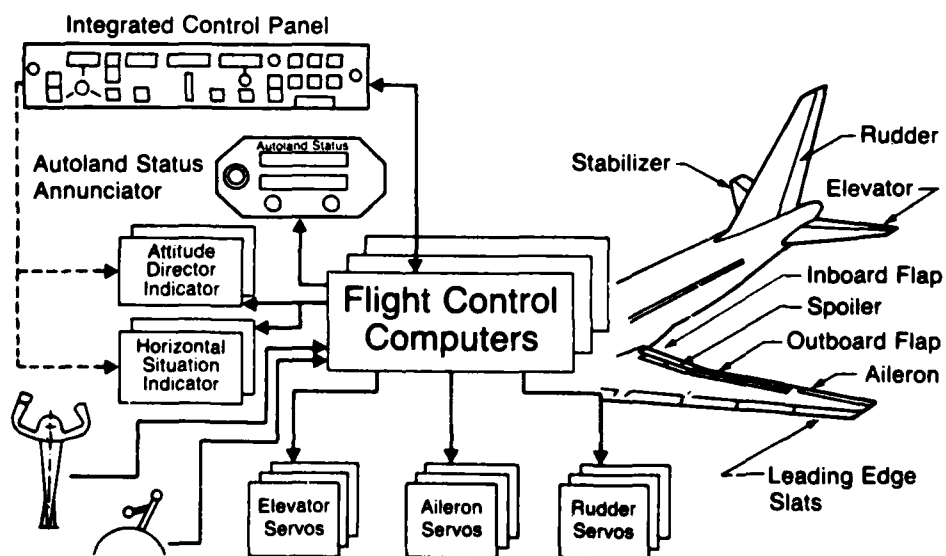 Integrated Control Panel
Autoland Status
Autoland Status
Annunciator
Stabilizer
Rudder
Elevator
Attitude
Director
Indicator
Flight Control
Computers
Inboard Flap
Spoiler
Outboard Flap
Aileron
Horizontal
Situation
Indicator
Leading Edge
Slats
Elevator
Servos
Aileron
Servos
Rudder
Servos